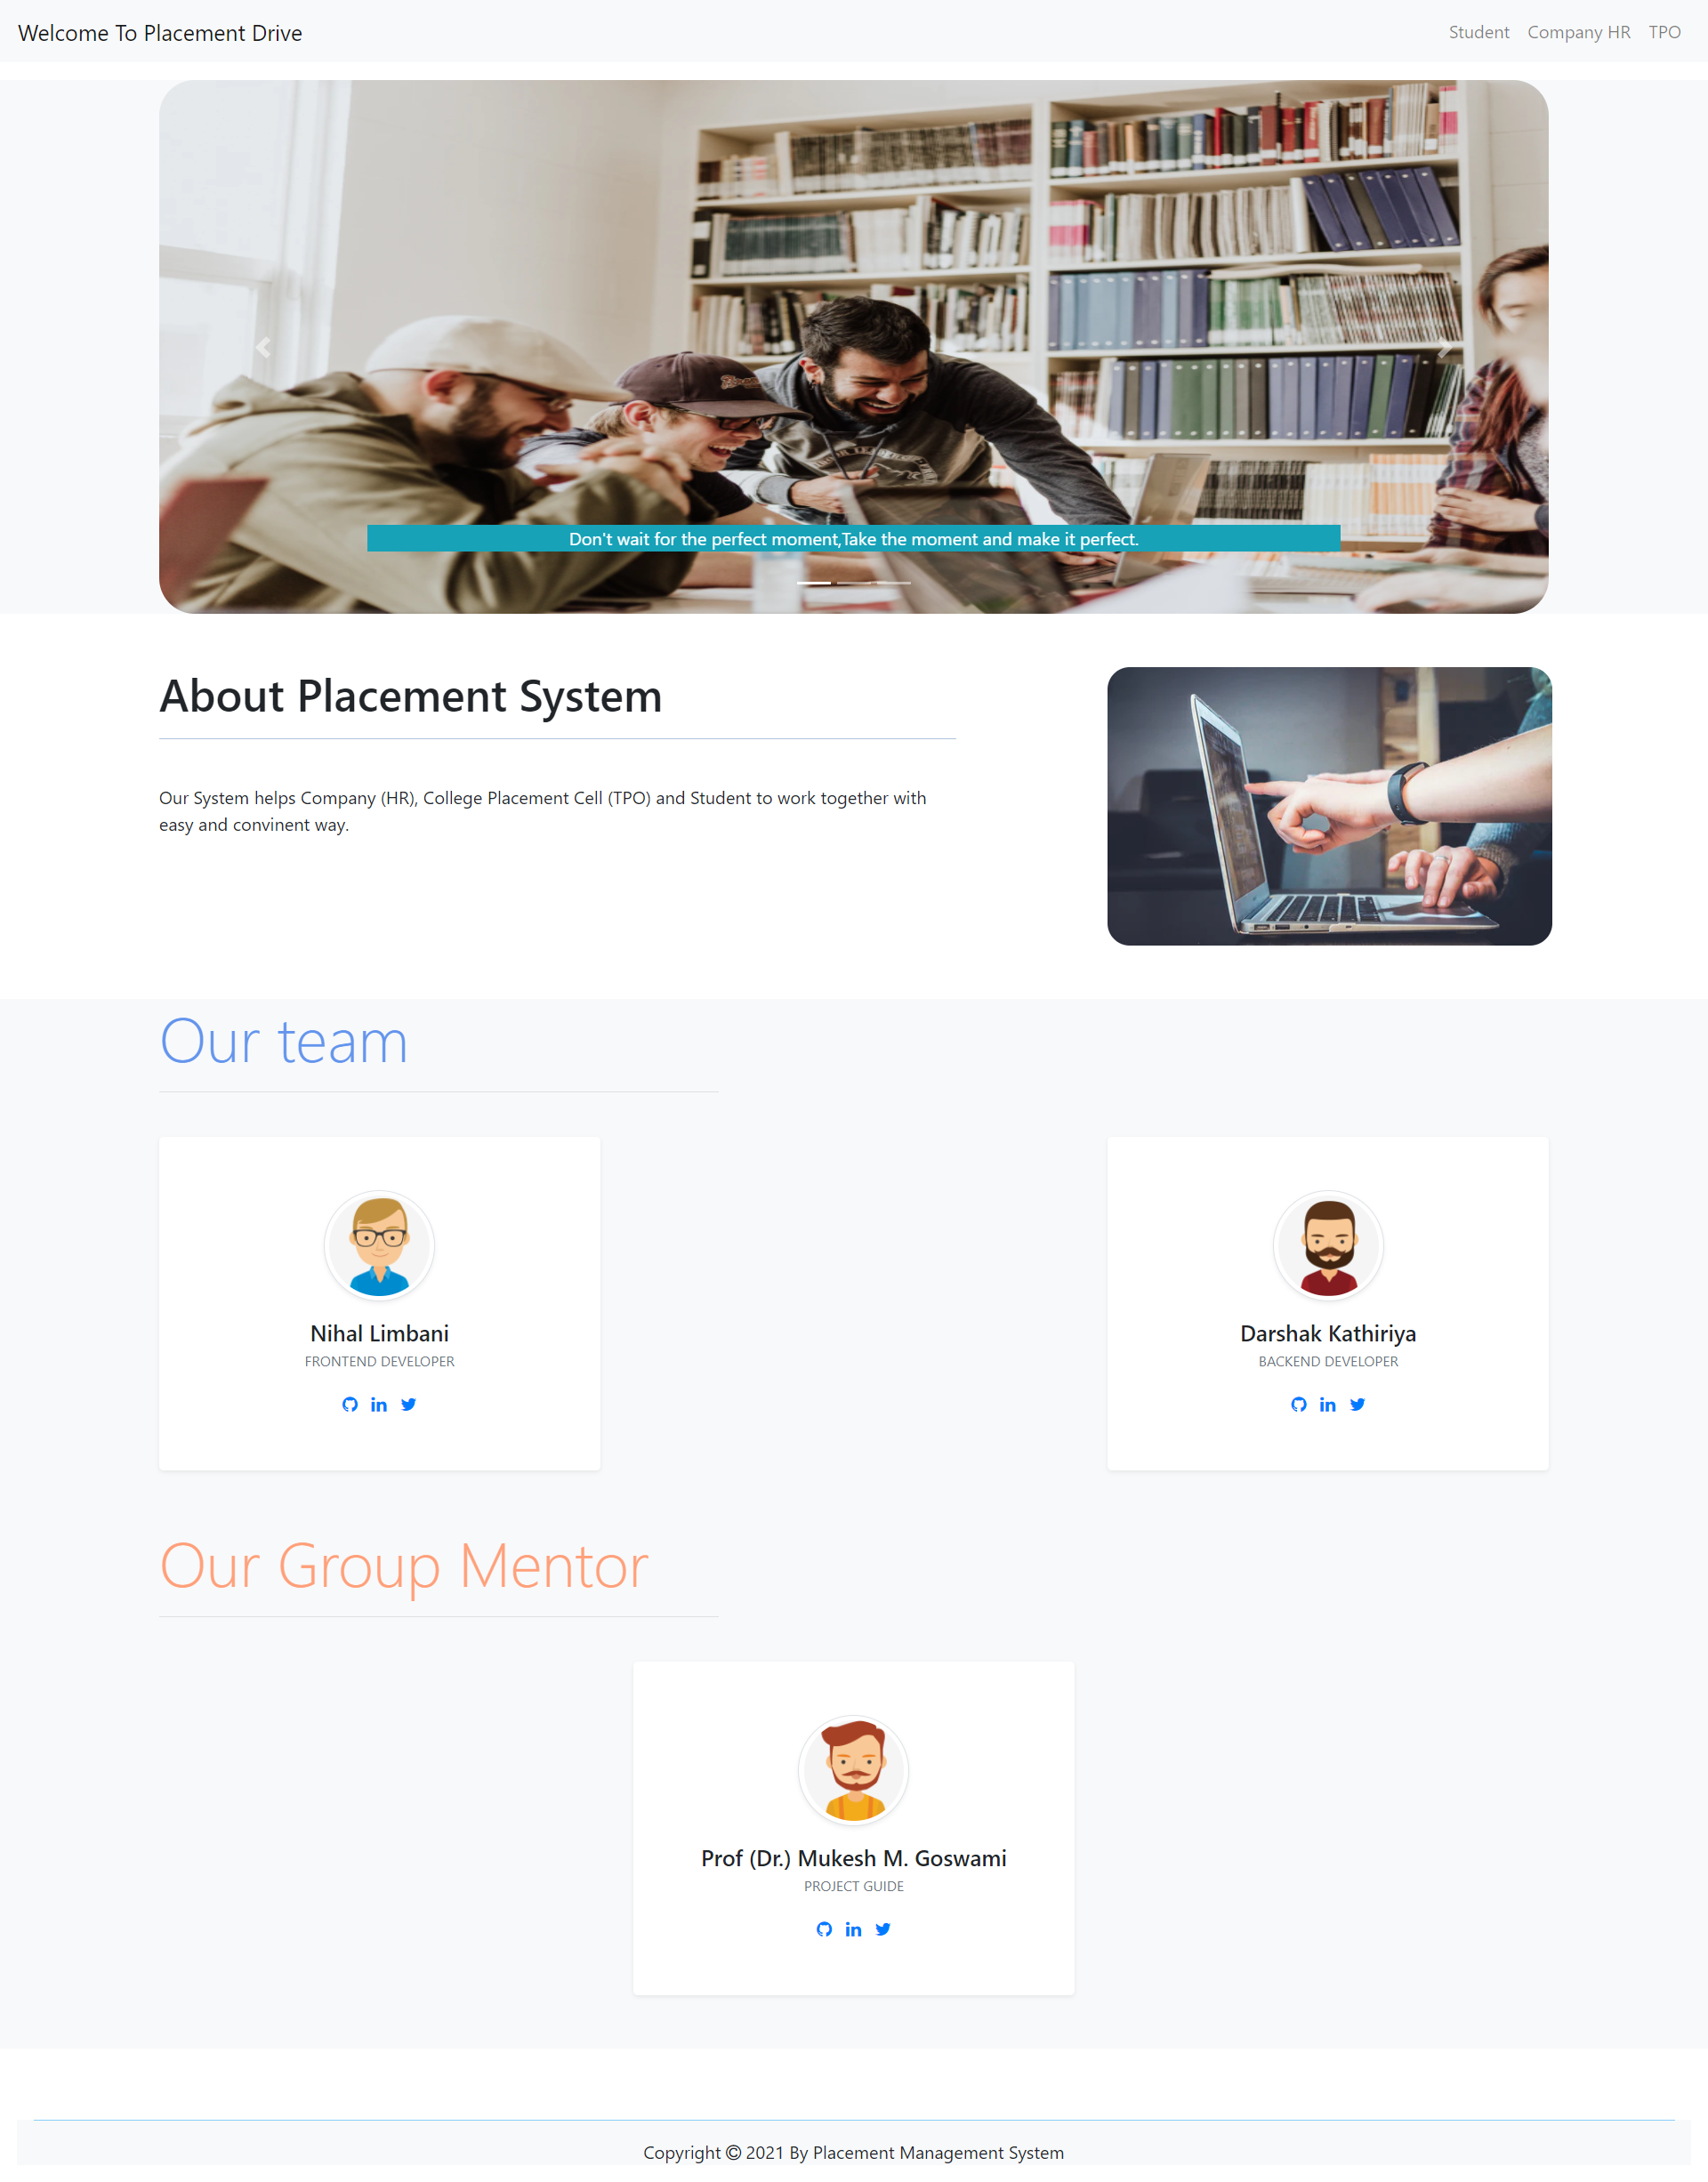 Welcome To Placement Drive
Student Company HR TPO
Don't wait for the perfect moment,Take the moment and make it perfect.
About Placement System
Our System helps Company (HR), College Placement Cell (TPO) and Student to work together with
easy and convinent way.
Our team
Nihal Limbani
FRONTEND DEVELOPER
in
Darshak Kathiriya
BACKEND DEVELOPER
in
Our Group Mentor
Prof (Dr.) Mukesh M. Goswami
PROJECT GUIDE
in
Copyright © 2021 By Placement Management System